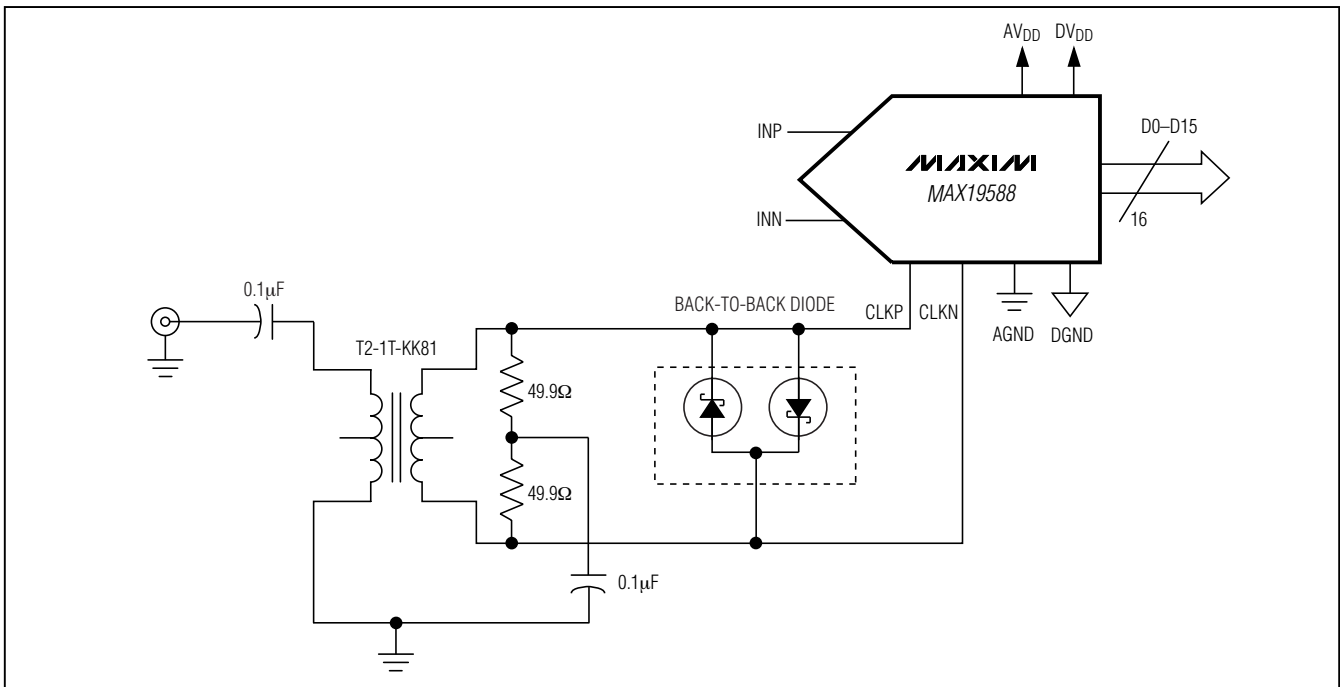 AVDD DVDD
INP
D0–D15
MAXIM
MAX19588
INN
16
0.1μF
BACK-TO-BACK DIODE
CLKP CLKN
AGND DGND
T2-1T-KK81
49.9Ω
49.9Ω
0.1μF